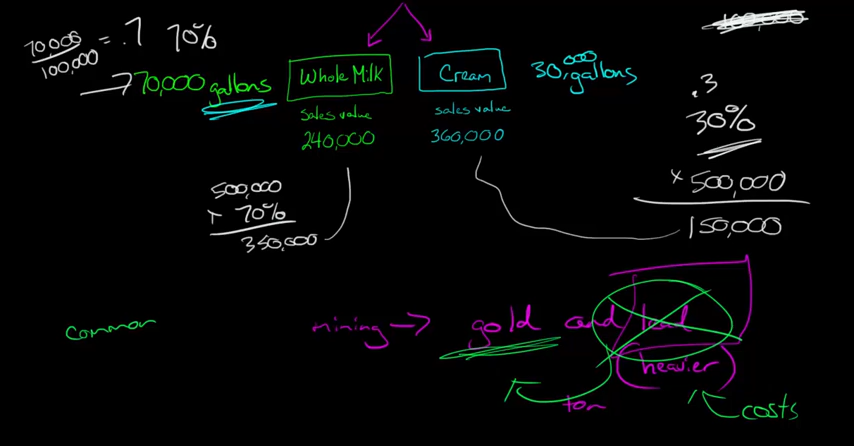 70,000
100,000
= .7 70%
70,000 gallons
Whole Milk
sales value
240,000
Cream
sales value
360,000
30,000 gallons
.3
30%
x 500,000
150,000
500,000
x 70%
350,000
common
mining → gold and lead
(heavier)
ton
costs